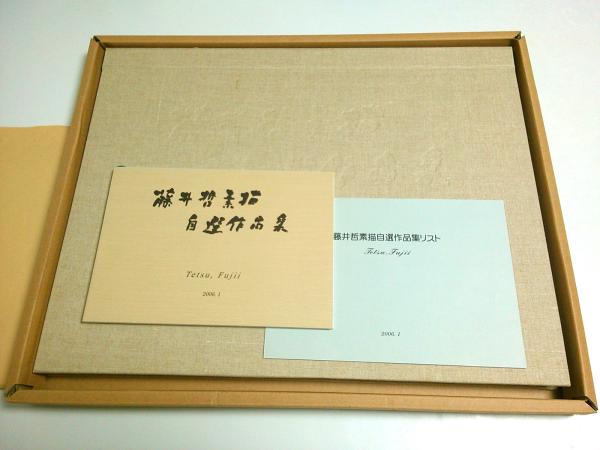 藤井哲素描
自選作品集
Tetsu, Fujii
2006. 1
藤井哲素描自選作品集リスト
Tetsu, Fujii
2006. 1